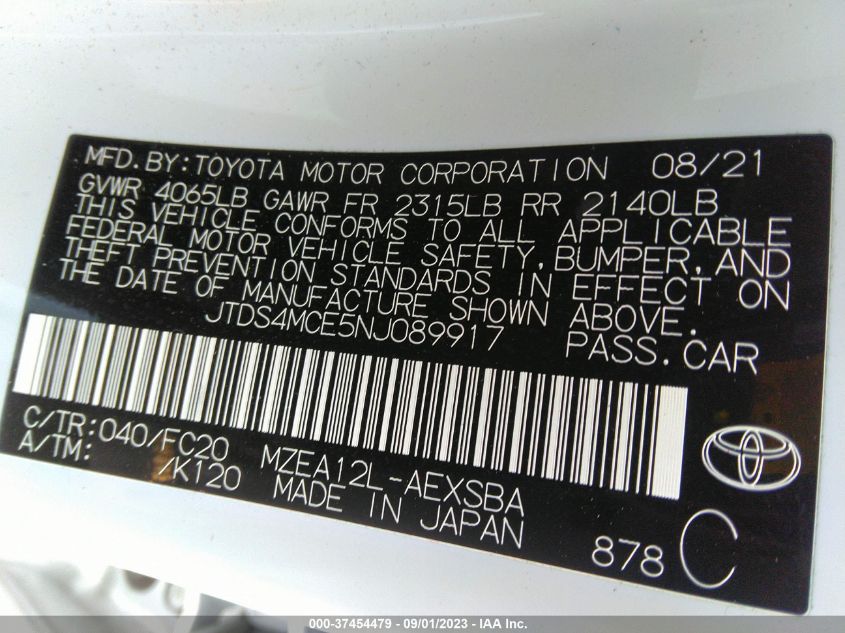 MFD. BY: TOYOTA MOTOR CORPORATION 08/21
GVWR 4065LB GAWR FR 2315LB RR 2140LB
THIS VEHICLE CONFORMS TO ALL APPLICABLE
FEDERAL MOTOR VEHICLE SAFETY, BUMPER, AND
THEFT PREVENTION STANDARDS IN EFFECT ON
THE DATE OF MANUFACTURE SHOWN ABOVE.
JTDS4MCE5NJ089917 PASS. CAR
C/TR: 040/FC20 MZEA12L-AEXSBA
A/TM: /K120 MADE IN JAPAN
878 C
000-37454479 - 09/01/2023 - IAA Inc.